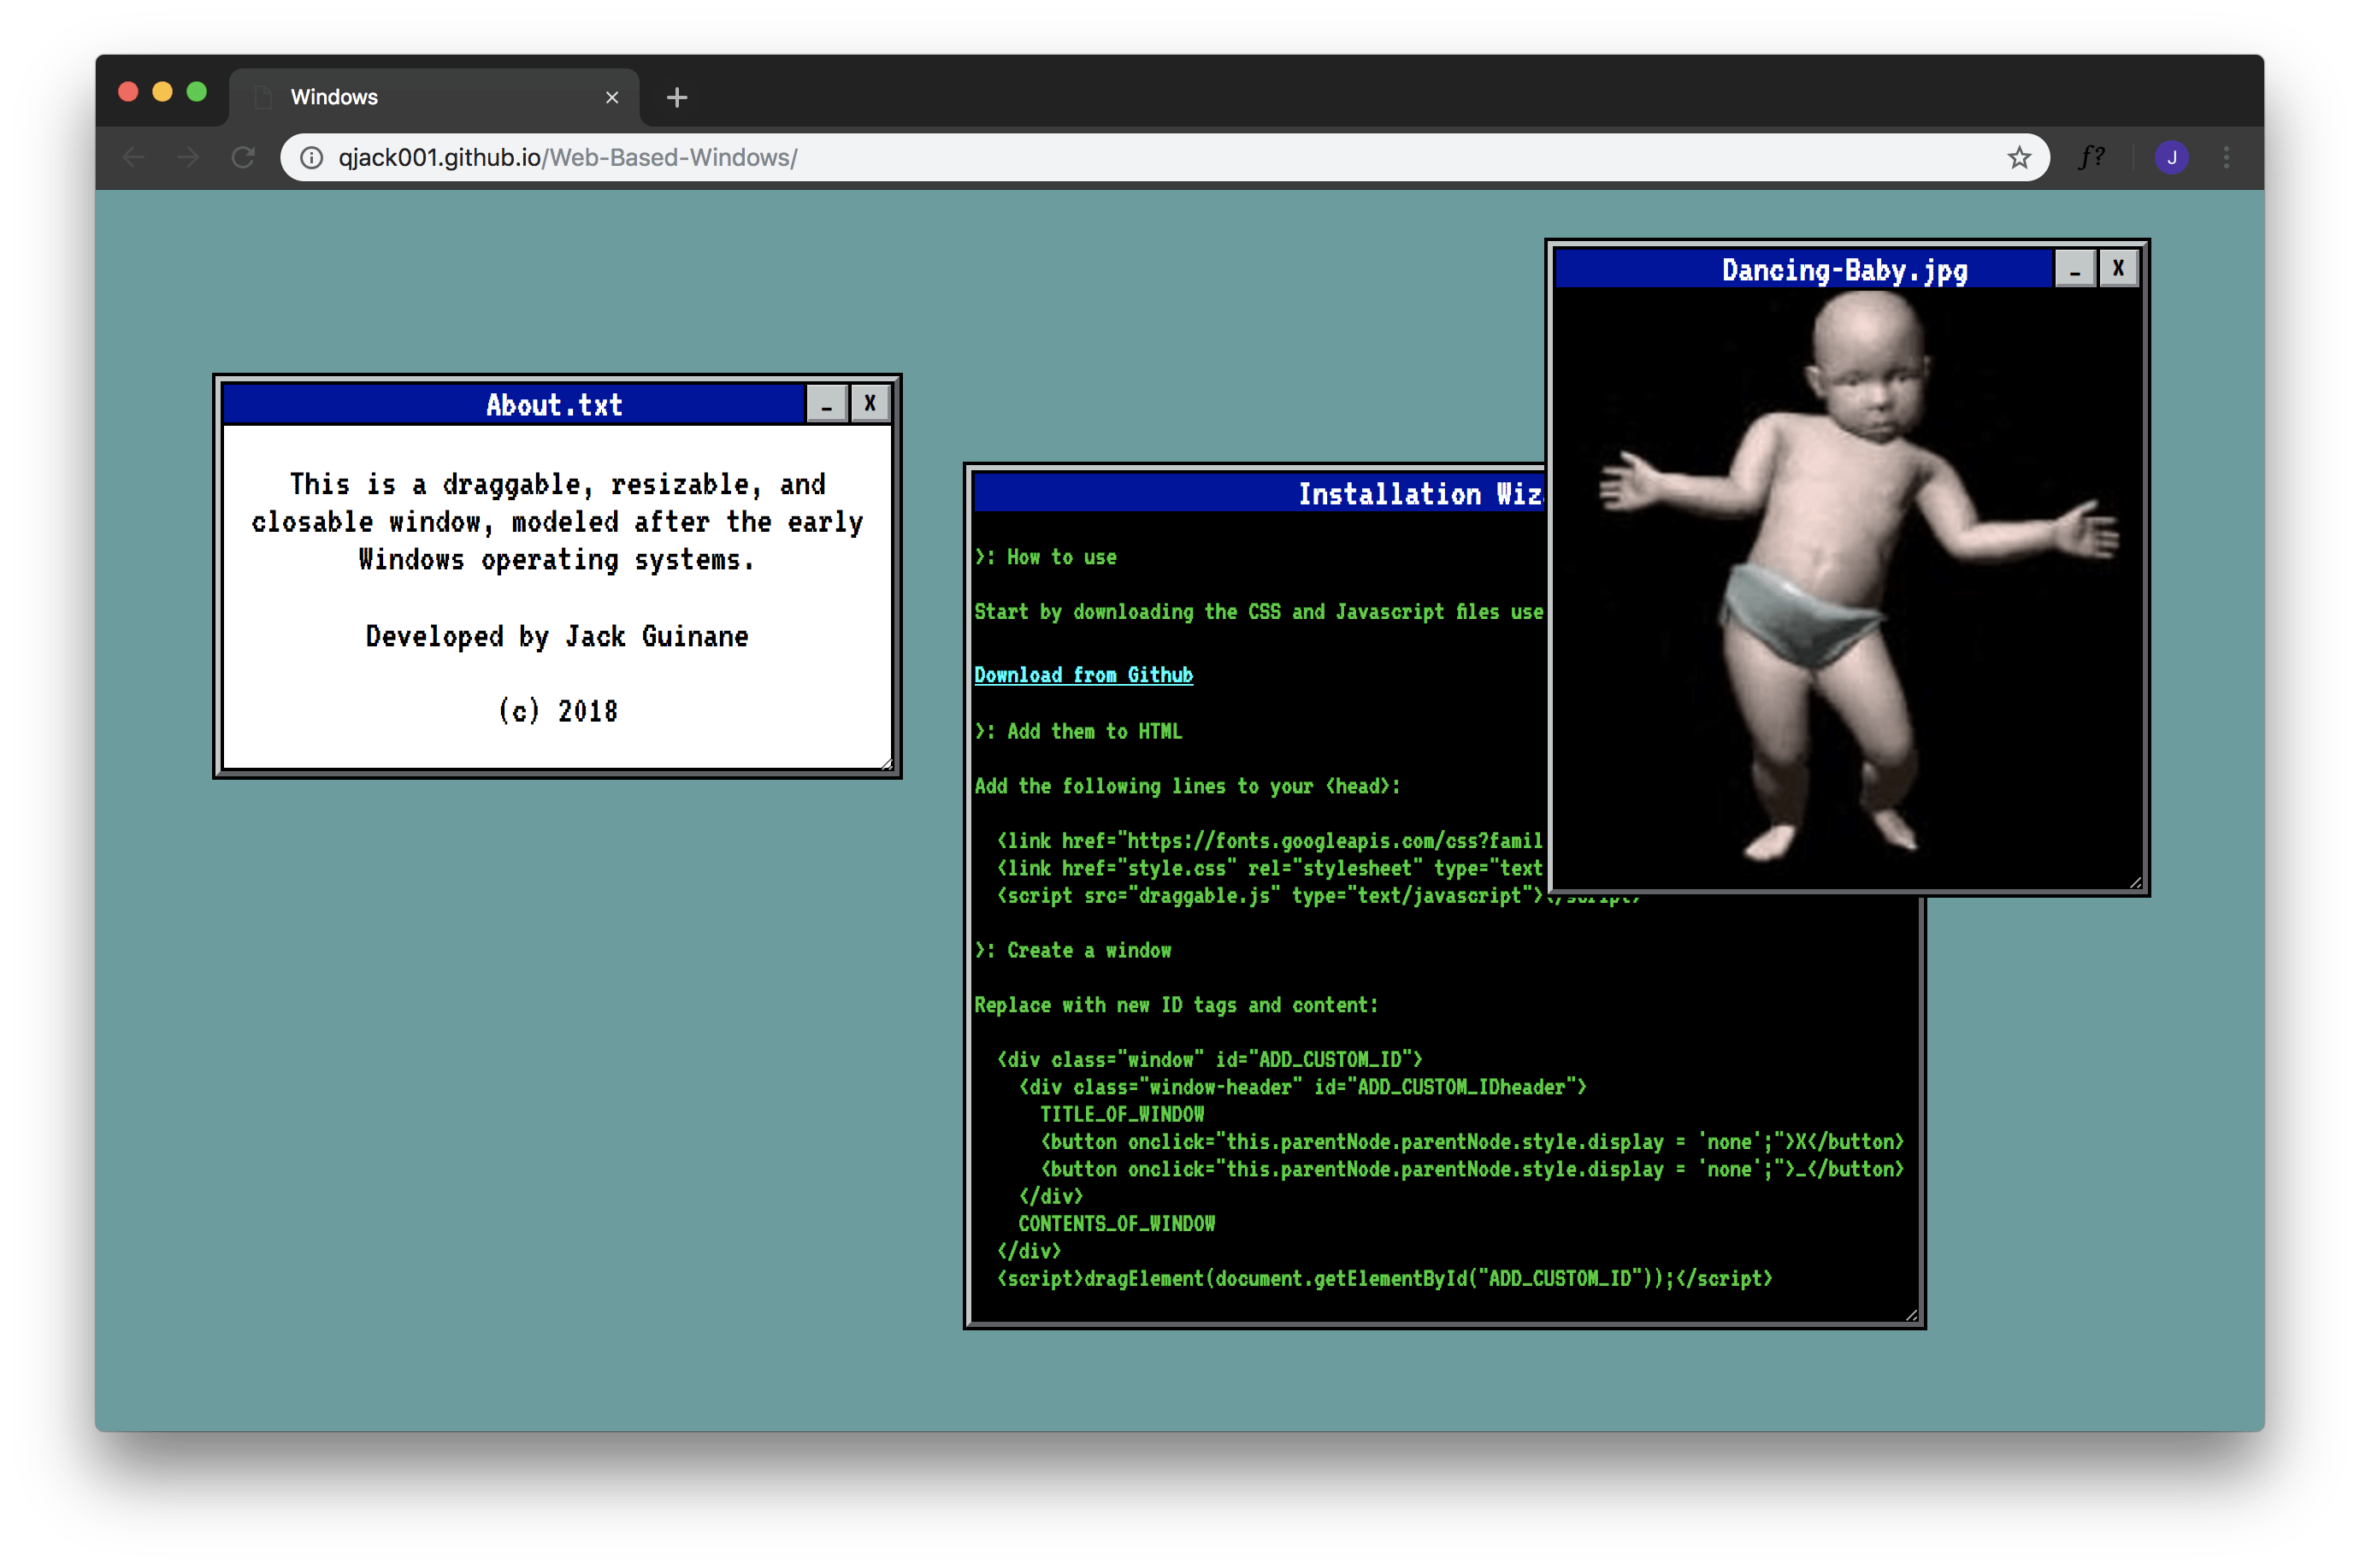 Windows
qjack001.github.io/Web-Based-Windows/
f?
J
About.txt
_ X
This is a draggable, resizable, and
closable window, modeled after the early
Windows operating systems.
Developed by Jack Guinane
(c) 2018
Installation Wiz
>: How to use
Start by downloading the CSS and Javascript files use
Download from Github
>: Add them to HTML
Add the following lines to your <head>:
<link href="https://fonts.googleapis.com/css?famil
<link href="style.css" rel="stylesheet" type="text
<script src="draggable.js" type="text/javascript"></script>
>: Create a window
Replace with new ID tags and content:
<div class="window" id="ADD_CUSTOM_ID">
<div class="window-header" id="ADD_CUSTOM_IDheader">
TITLE_OF_WINDOW
<button onclick="this.parentNode.parentNode.style.display = 'none';">X</button>
<button onclick="this.parentNode.parentNode.style.display = 'none';">_</button>
</div>
CONTENTS_OF_WINDOW
</div>
<script>dragElement(document.getElementById("ADD_CUSTOM_ID"));</script>
Dancing-Baby.jpg
_ X